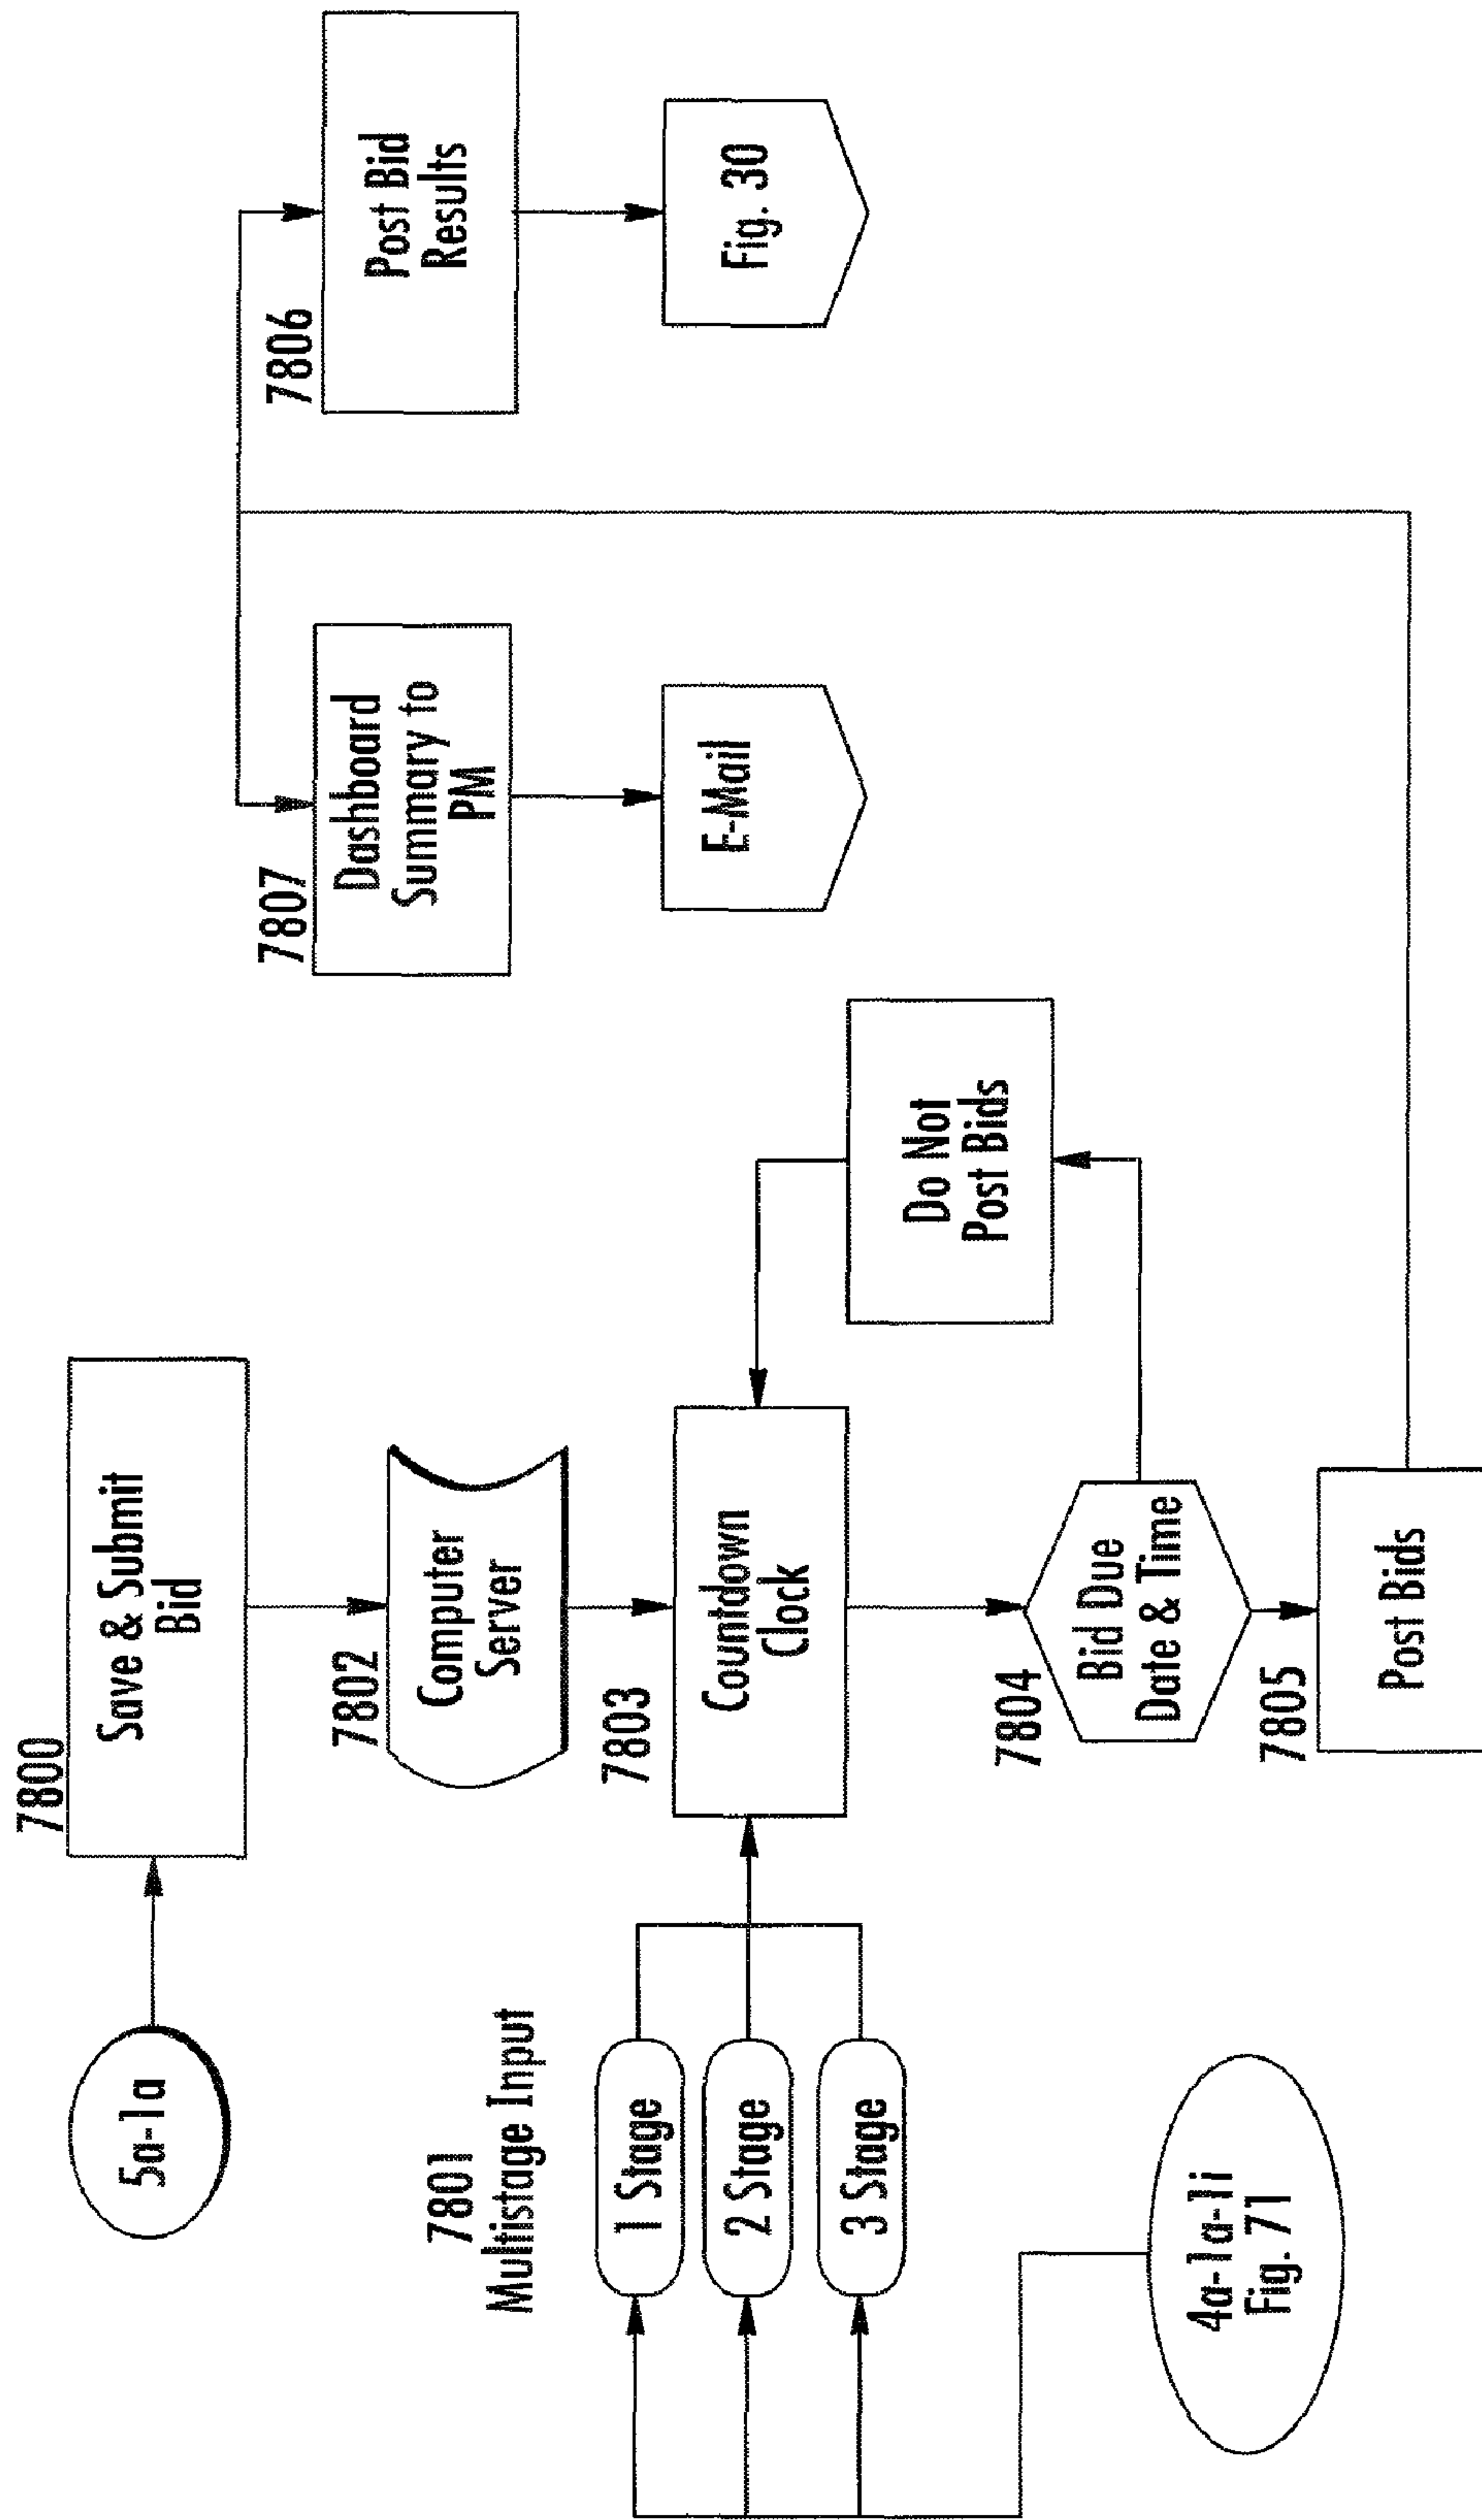 5a-1a
7800
Save & Submit
Bid
7802
Computer
Server
7801
Multistage Input
1 Stage
2 Stage
3 Stage
4a-1a-1i
Fig. 71
7803
Countdown
Clock
Do Not
Post Bids
7804
Bid Due
Date & Time
7805
Post Bids
7807
Dashboard
Summary to
PM
E-Mail
7806
Post Bid
Results
Fig. 30